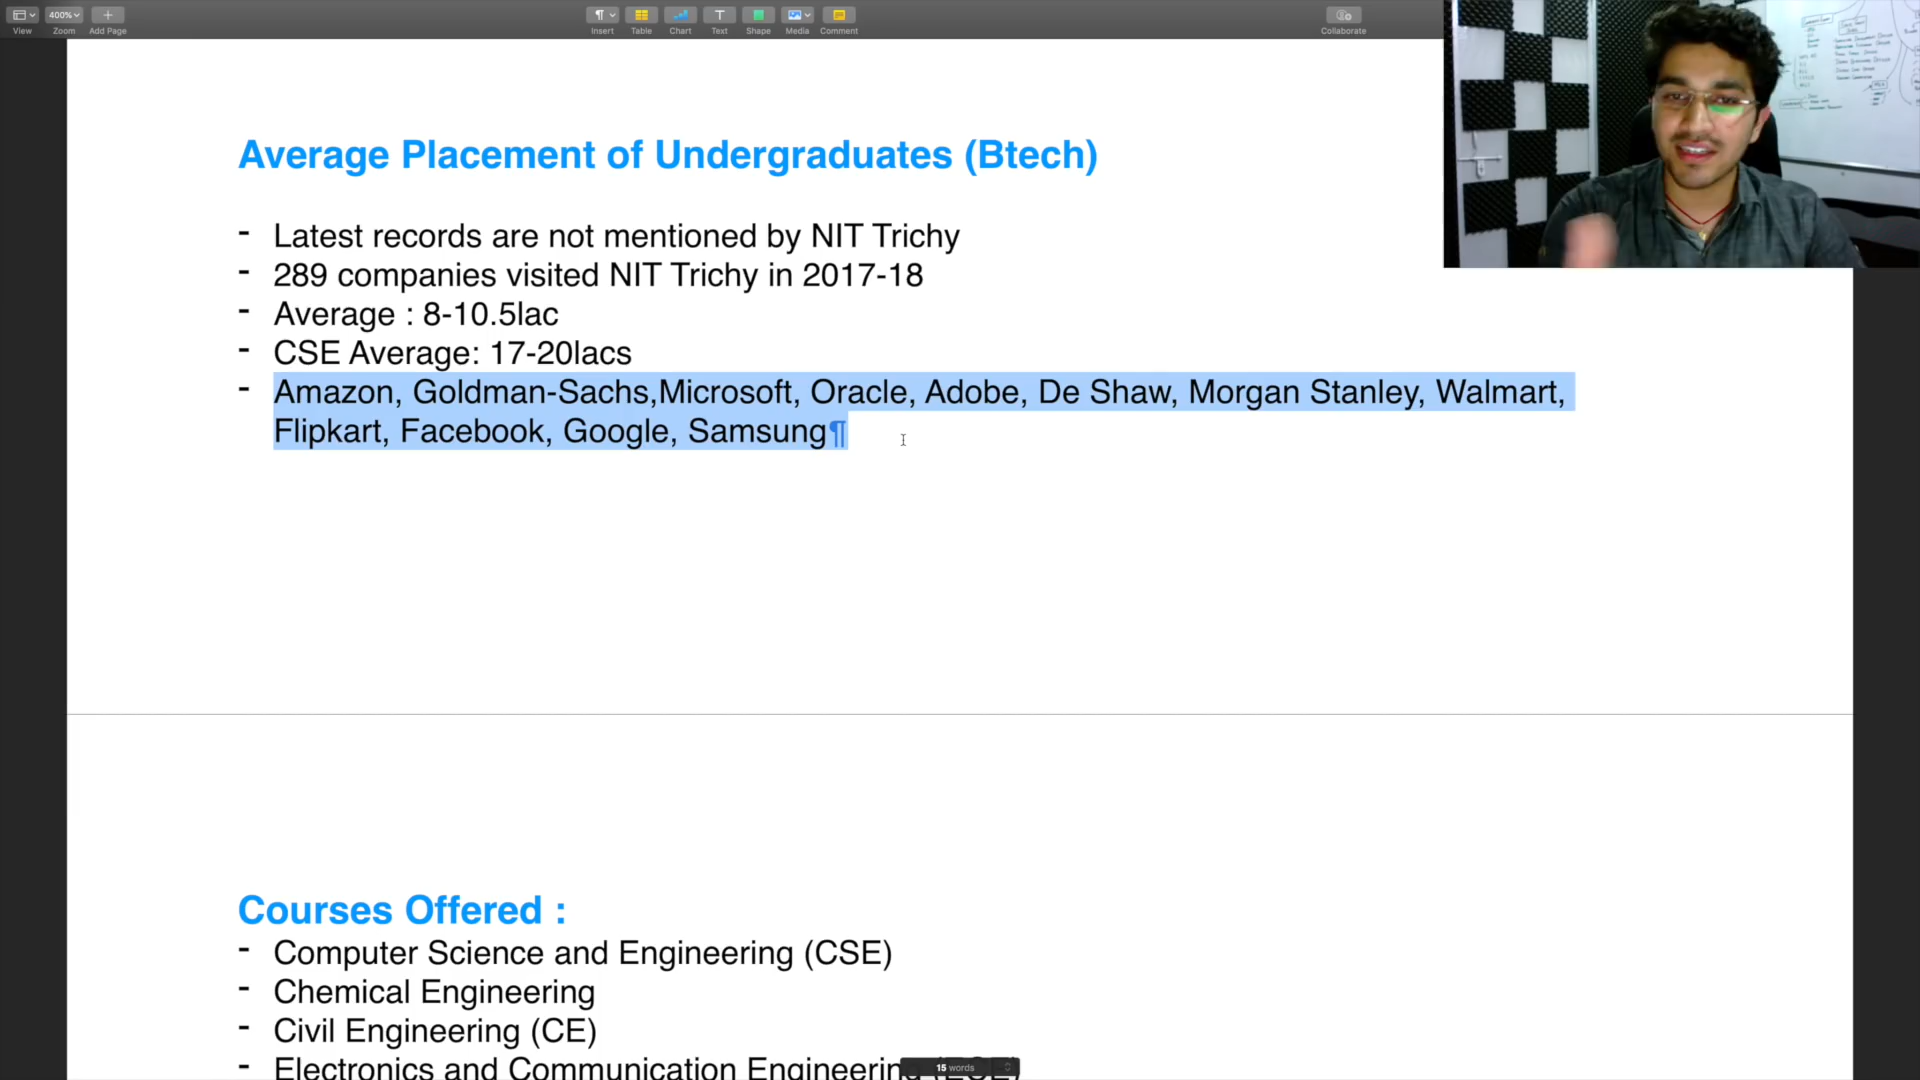 400%
View
Zoom
Add Page
Insert
Table
Chart
Text
Shape
Media
Comment
Collaborate
Average Placement of Undergraduates (Btech)
- Latest records are not mentioned by NIT Trichy
- 289 companies visited NIT Trichy in 2017-18
- Average : 8-10.5lac
- CSE Average: 17-20lacs
- Amazon, Goldman-Sachs,Microsoft, Oracle, Adobe, De Shaw, Morgan Stanley, Walmart,
Flipkart, Facebook, Google, Samsung¶
Courses Offered :
- Computer Science and Engineering (CSE)
- Chemical Engineering
- Civil Engineering (CE)
- Electronics and Communication Engineering (ECE)
15 words